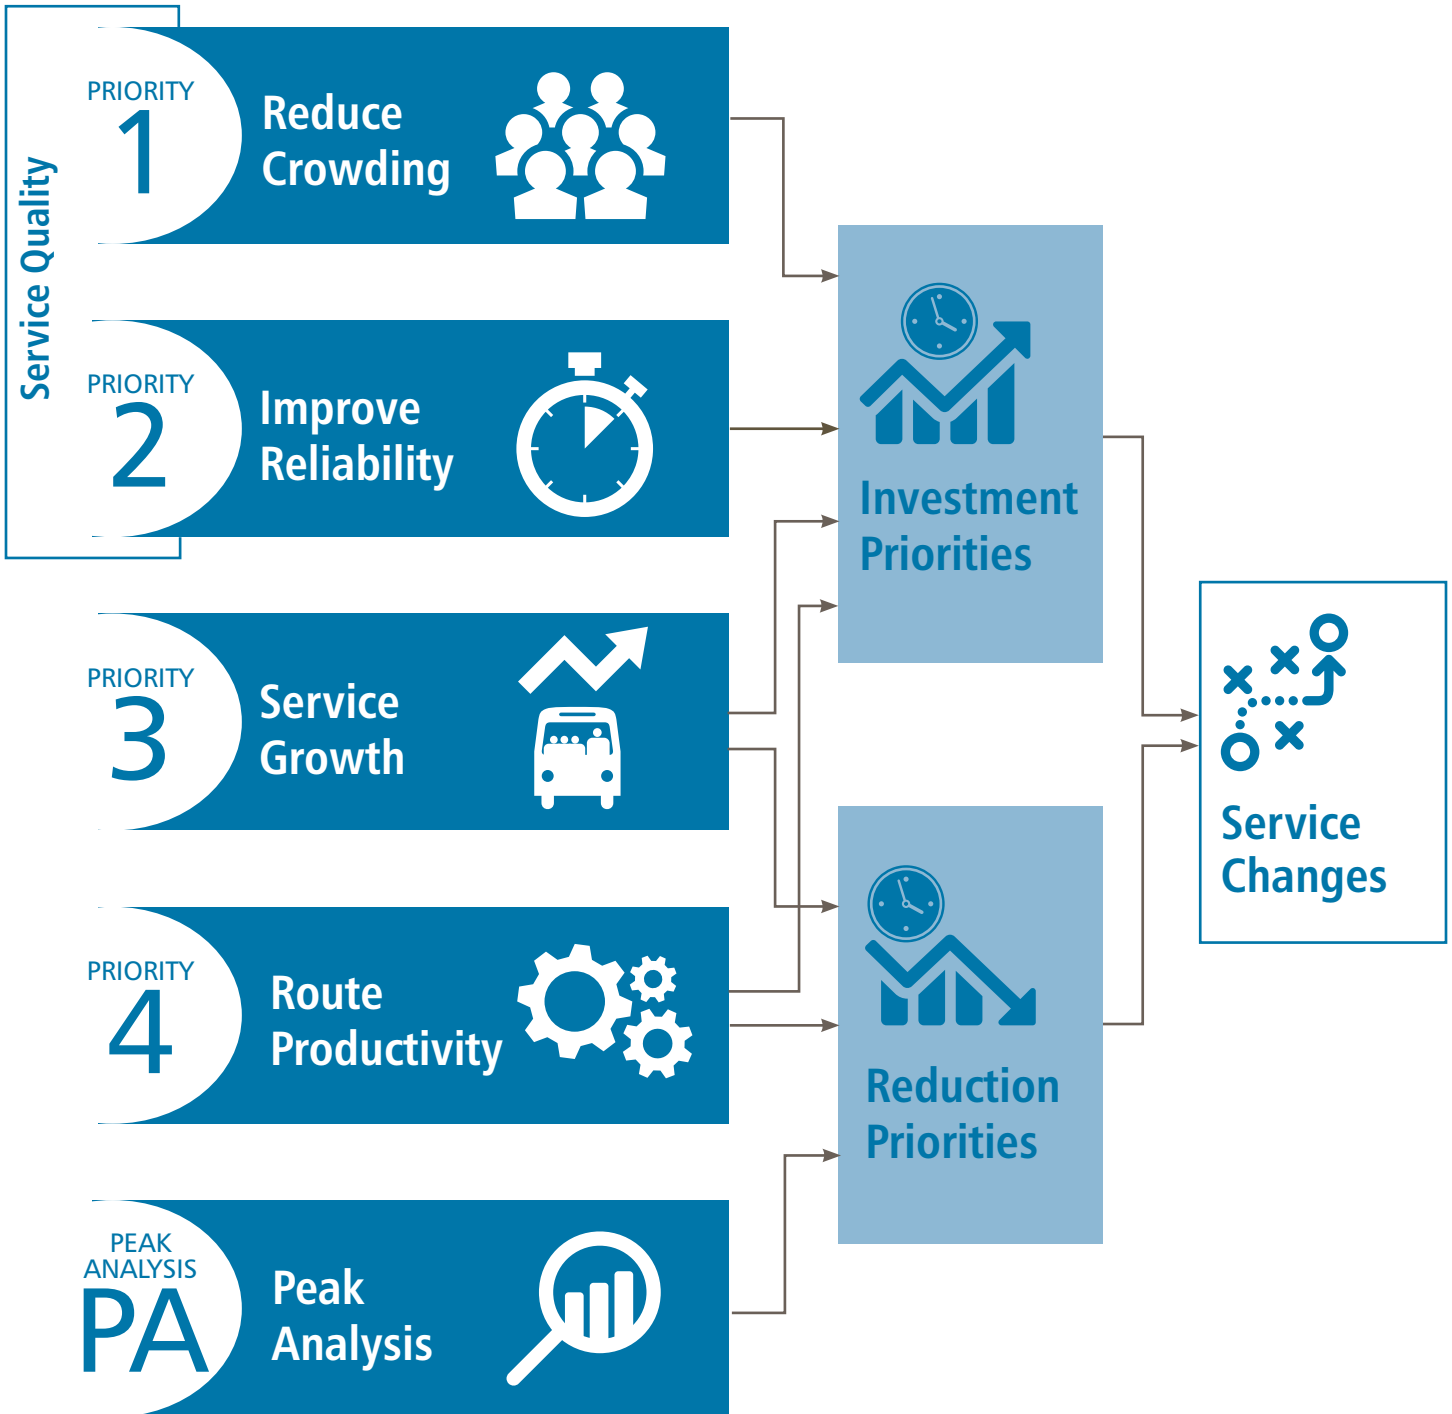 Service Quality
PRIORITY
1
Reduce
Crowding
PRIORITY
2
Improve
Reliability
PRIORITY
3
Service
Growth
PRIORITY
4
Route
Productivity
PEAK
ANALYSIS
PA
Peak
Analysis
Investment
Priorities
Reduction
Priorities
Service
Changes